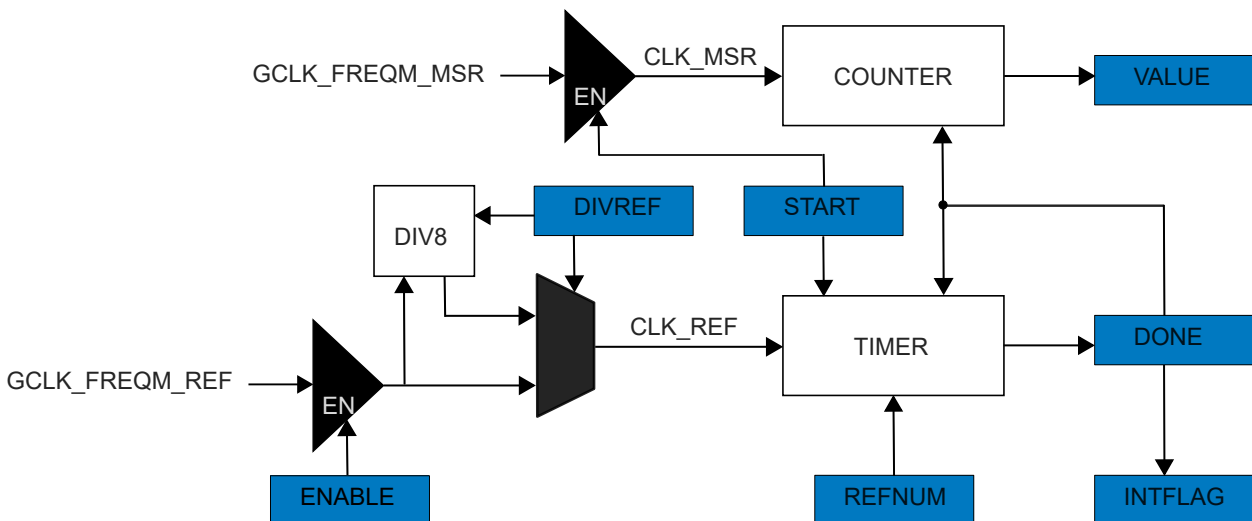 CLK_MSR
GCLK_FREQM_MSR
COUNTER
VALUE
EN
DIVREF
START
DIV8
CLK_REF
TIMER
DONE
GCLK_FREQM_REF
EN
ENABLE
REFNUM
INTFLAG